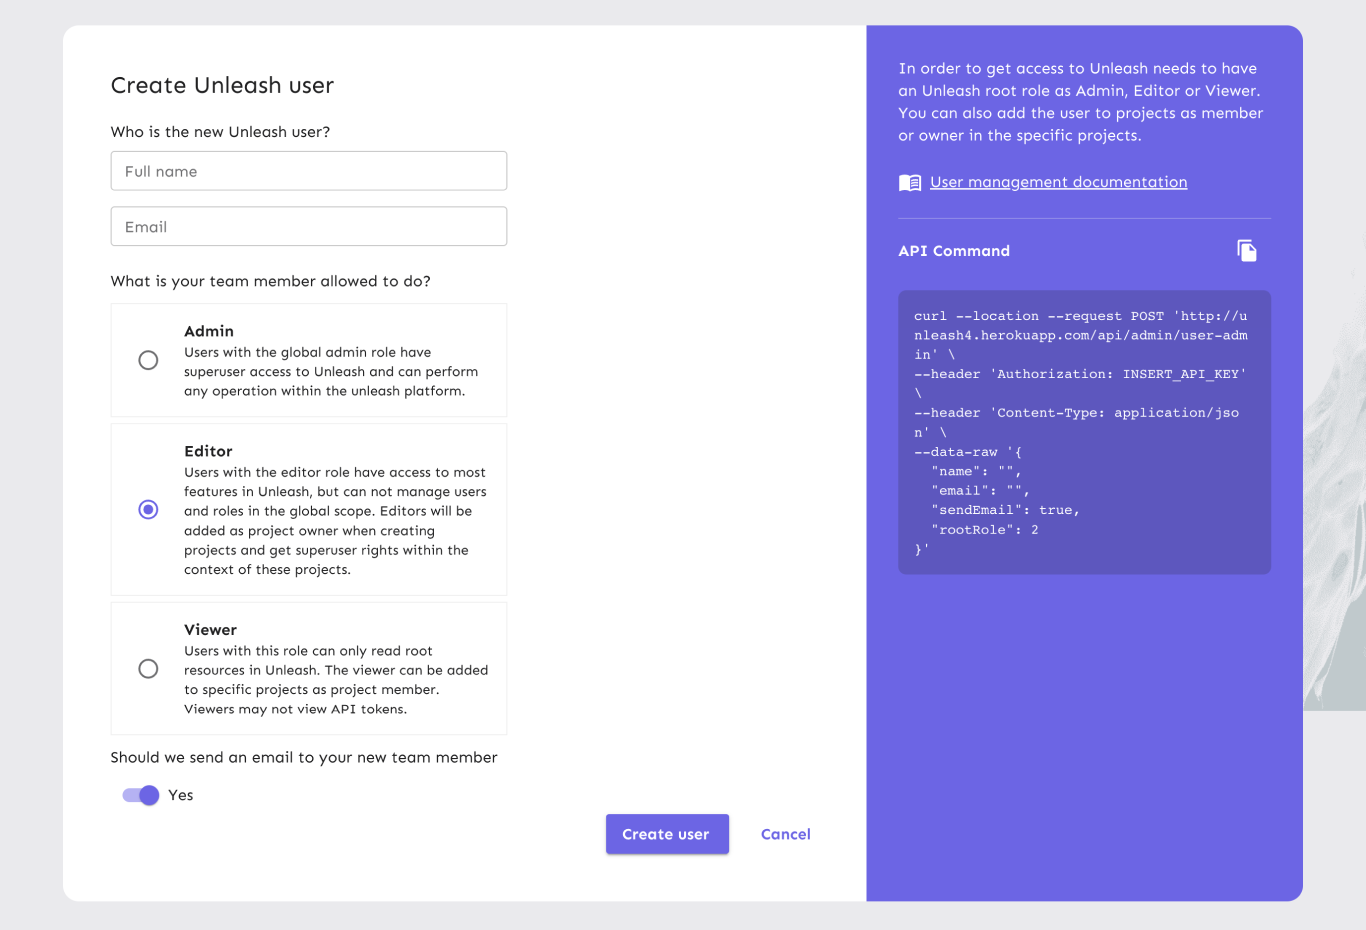 Create Unleash user
Who is the new Unleash user?
Full name
Email
What is your team member allowed to do?
Admin
Users with the global admin role have
superuser access to Unleash and can perform
any operation within the unleash platform.
Editor
Users with the editor role have access to most
features in Unleash, but can not manage users
and roles in the global scope. Editors will be
added as project owner when creating
projects and get superuser rights within the
context of these projects.
Viewer
Users with this role can only read root
resources in Unleash. The viewer can be added
to specific projects as project member.
Viewers may not view API tokens.
Should we send an email to your new team member
Yes
Create user
Cancel
In order to get access to Unleash needs to have
an Unleash root role as Admin, Editor or Viewer.
You can also add the user to projects as member
or owner in the specific projects.
User management documentation
API Command
curl --location --request POST 'http://u
nleash4.herokuapp.com/api/admin/user-adm
in' \
--header 'Authorization: INSERT_API_KEY'
\
--header 'Content-Type: application/jso
n' \
--data-raw '{
"name": "",
"email": "",
"sendEmail": true,
"rootRole": 2
}'